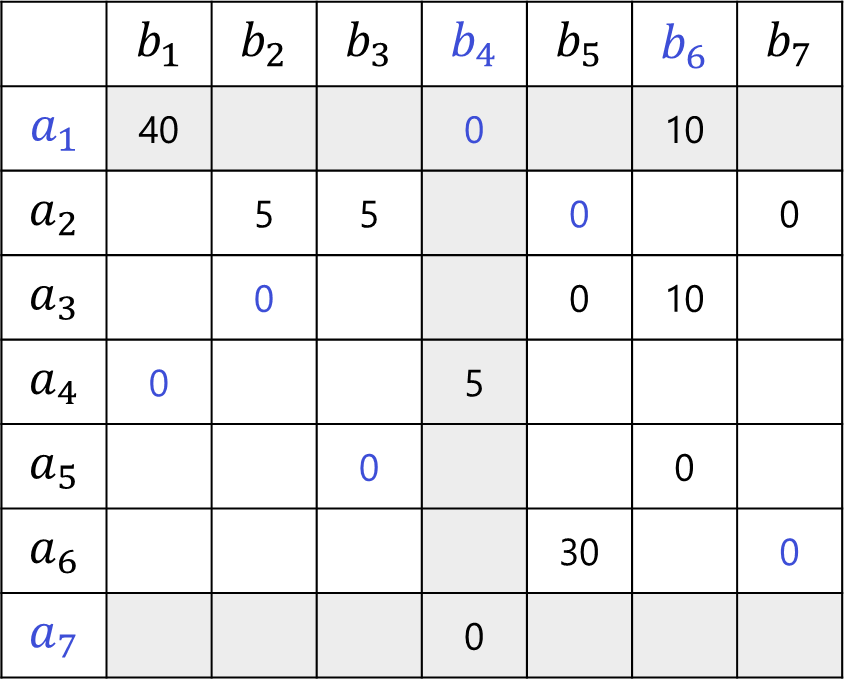 b₁ b₂ b₃ b₄ b₅ b₆ b₇
a₁ 40 0 10
a₂ 5 5 0 0
a₃ 0 0 10
a₄ 0 5
a₅ 0 0
a₆ 30 0
a₇ 0